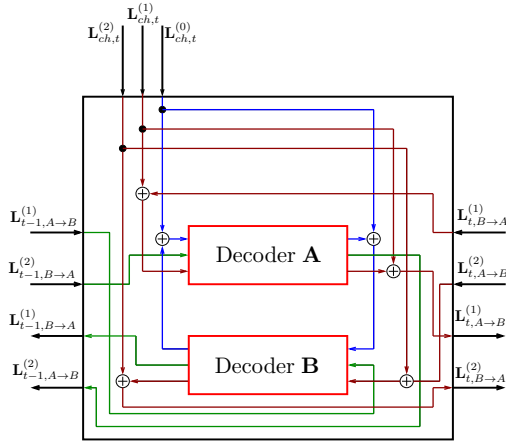 L_{ch,t}^{(2)} L_{ch,t}^{(1)} L_{ch,t}^{(0)}
L_{t-1,A→B}^{(1)} L_{t,B→A}^{(1)}
Decoder A
L_{t-1,B→A}^{(2)} L_{t,A→B}^{(2)}
L_{t-1,B→A}^{(1)} L_{t,A→B}^{(1)}
Decoder B
L_{t-1,A→B}^{(2)} L_{t,B→A}^{(2)}